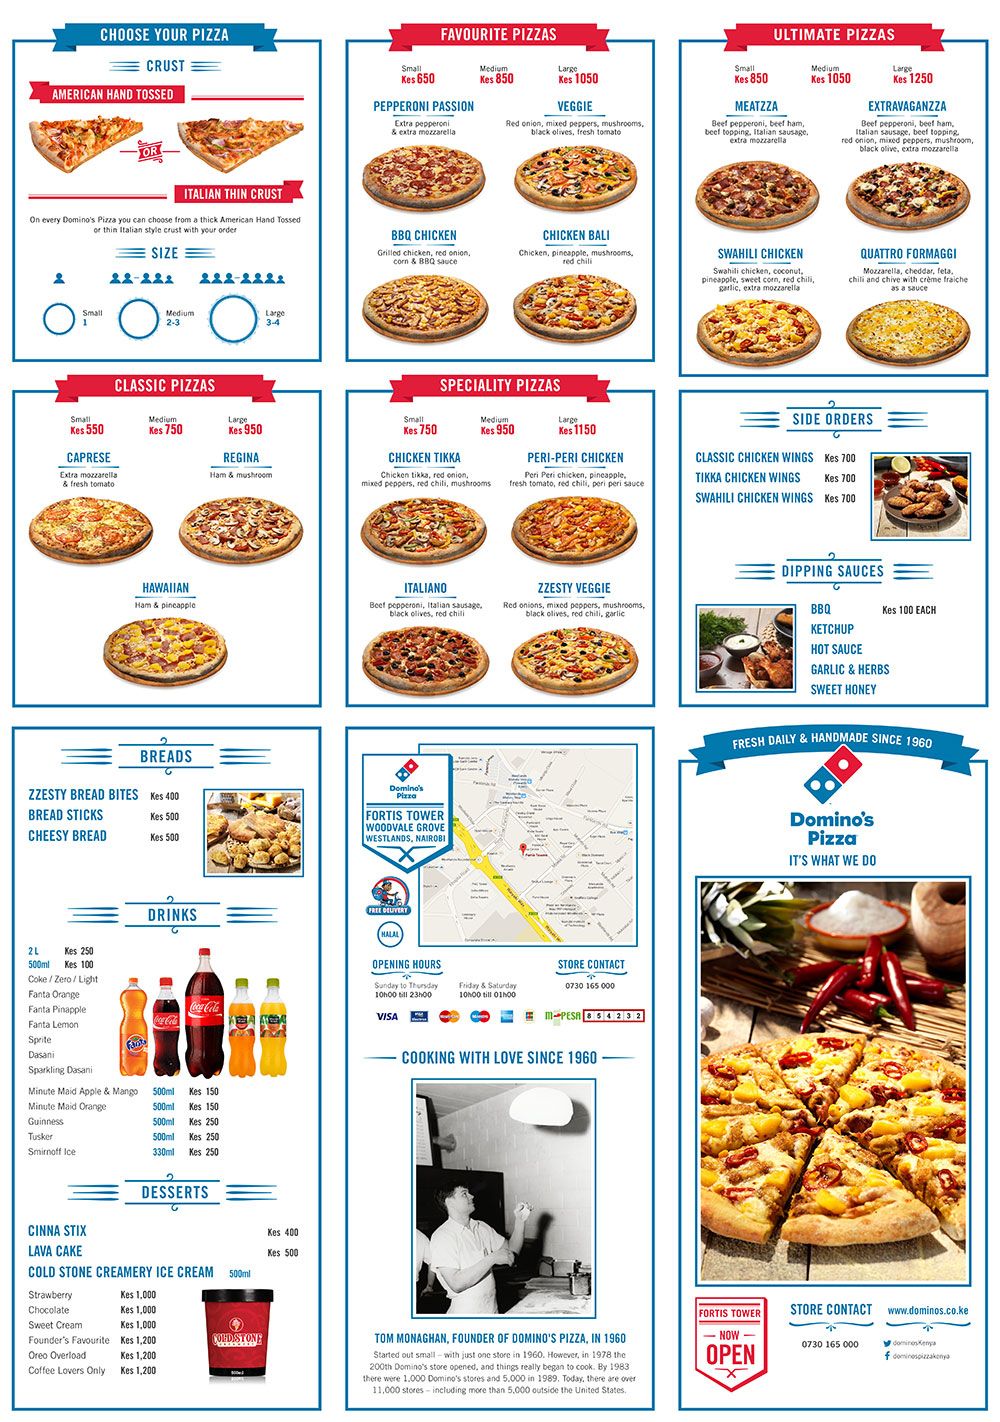 CHOOSE YOUR PIZZA
CRUST
AMERICAN HAND TOSSED
OR
ITALIAN THIN CRUST
On every Domino's Pizza you can choose from a thick American Hand Tossed
or thin Italian style crust with your order
SIZE
Small
1
Medium
2-3
Large
3-4
FAVOURITE PIZZAS
Small Medium Large
Kes 650 Kes 850 Kes 1050
PEPPERONI PASSION
Extra pepperoni
& extra mozzarella
VEGGIE
Red onion, mixed peppers, mushrooms,
black olives, fresh tomato
BBQ CHICKEN
Grilled chicken, red onion,
corn & BBQ sauce
CHICKEN BALI
Chicken, pineapple, mushrooms,
red chili
ULTIMATE PIZZAS
Small Medium Large
Kes 850 Kes 1050 Kes 1250
MEATZZA
Beef pepperoni, beef ham,
beef topping, Italian sausage,
extra mozzarella
EXTRAVAGANZZA
Beef pepperoni, beef ham,
Italian sausage, beef topping,
red onion, mixed peppers, mushroom,
black olive, extra mozzarella
SWAHILI CHICKEN
Swahili chicken, coconut,
pineapple, sweet corn, red chili,
garlic, extra mozzarella
QUATTRO FORMAGGI
Mozzarella, cheddar, feta,
chili and chive with crème fraiche
as a sauce
CLASSIC PIZZAS
Small Medium Large
Kes 550 Kes 750 Kes 950
CAPRESE
Extra mozzarella
& fresh tomato
REGINA
Ham & mushroom
HAWAIIAN
Ham & pineapple
SPECIALITY PIZZAS
Small Medium Large
Kes 750 Kes 950 Kes 1150
CHICKEN TIKKA
Chicken tikka, red onion,
mixed peppers, red chili, mushrooms
PERI-PERI CHICKEN
Peri Peri chicken, pineapple,
fresh tomato, red chili, peri peri sauce
ITALIANO
Beef pepperoni, Italian sausage,
black olives, red chili
ZZESTY VEGGIE
Red onions, mixed peppers, mushrooms,
black olives, red chili, garlic
SIDE ORDERS
CLASSIC CHICKEN WINGS Kes 700
TIKKA CHICKEN WINGS Kes 700
SWAHILI CHICKEN WINGS Kes 700
DIPPING SAUCES
BBQ Kes 100 EACH
KETCHUP
HOT SAUCE
GARLIC & HERBS
SWEET HONEY
BREADS
ZZESTY BREAD BITES Kes 400
BREAD STICKS Kes 500
CHEESY BREAD Kes 500
DRINKS
2 L Kes 250
500ml Kes 100
Coke / Zero / Light
Fanta Orange
Fanta Pinapple
Fanta Lemon
Sprite
Dasani
Sparkling Dasani
Fanta
Coca-Cola
Coca-Cola
Minute Maid Apple & Mango 500ml Kes 150
Minute Maid Orange 500ml Kes 150
Guinness 500ml Kes 250
Tusker 500ml Kes 250
Smirnoff Ice 330ml Kes 250
DESSERTS
CINNA STIX Kes 400
LAVA CAKE Kes 500
COLD STONE CREAMERY ICE CREAM 500ml
Strawberry Kes 1,000
Chocolate Kes 1,000
Sweet Cream Kes 1,000
Founder's Favourite Kes 1,200
Oreo Overload Kes 1,200
Coffee Lovers Only Kes 1,200
COLD STONE
Domino's
Pizza
FORTIS TOWER
WOODVALE GROVE
WESTLANDS, NAIROBI
Fortis Towers
FREE DELIVERY
HALAL
OPENING HOURS
Sunday to Thursday Friday & Saturday
10h00 till 23h00 10h00 till 01h00
STORE CONTACT
0730 165 000
VISA
M-PESA 8 5 4 2 3 2
COOKING WITH LOVE SINCE 1960
TOM MONAGHAN, FOUNDER OF DOMINO'S PIZZA, IN 1960
Started out small – with just one store in 1960. However, in 1978 the
200th Domino's store opened, and things really began to cook. By 1983
there were 1,000 Domino's stores and 5,000 in 1989. Today, there are over
11,000 stores – including more than 5,000 outside the United States.
FRESH DAILY & HANDMADE SINCE 1960
Domino's
Pizza
IT'S WHAT WE DO
FORTIS TOWER
NOW
OPEN
STORE CONTACT
0730 165 000
www.dominos.co.ke
dominosKenya
dominospizzakenya